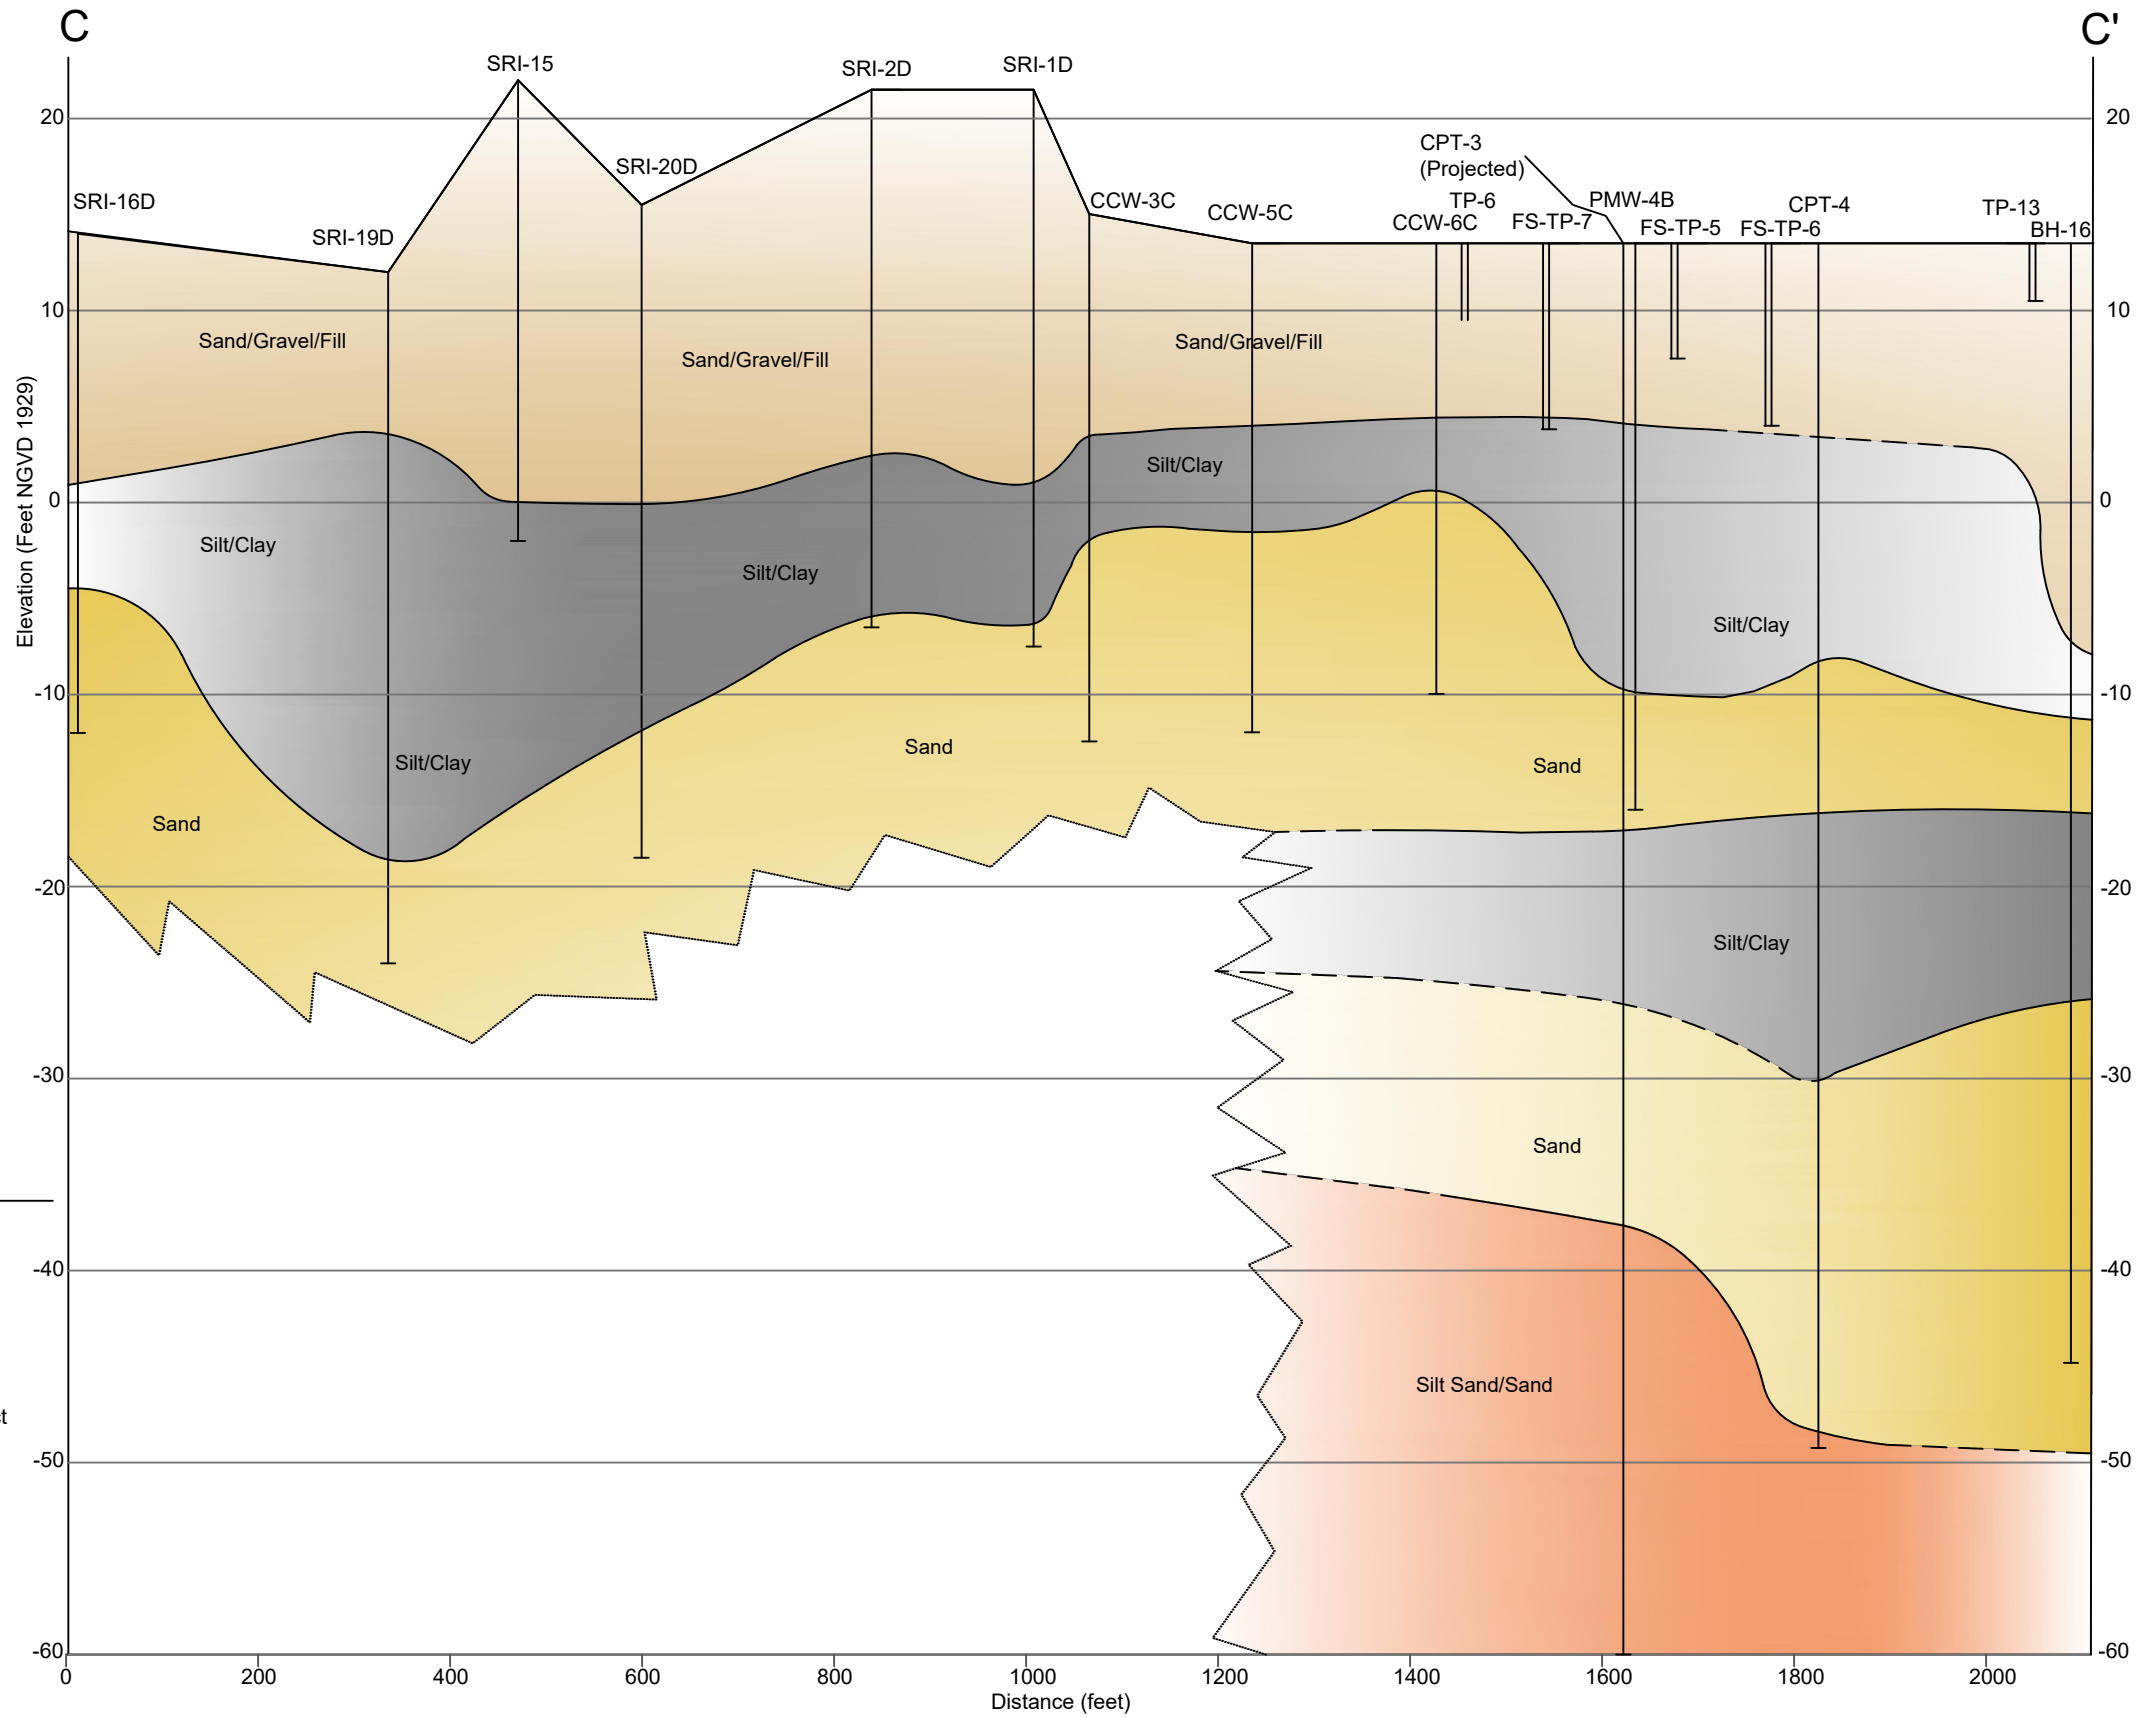 C
C'
SRI-15
SRI-2D
SRI-1D
20
20
CPT-3
(Projected)
SRI-20D
SRI-16D
CCW-3C
TP-6
PMW-4B
CPT-4
TP-13
CCW-5C
CCW-6C
FS-TP-7
FS-TP-5
FS-TP-6
BH-16
SRI-19D
10
10
Sand/Gravel/Fill
Sand/Gravel/Fill
Sand/Gravel/Fill
Elevation (Feet NGVD 1929)
Silt/Clay
0
0
Silt/Clay
Silt/Clay
Silt/Clay
-10
-10
Silt/Clay
Sand
Sand
Sand
-20
-20
Silt/Clay
-30
-30
Sand
-40
-40
Silt Sand/Sand
ct
-50
-50
-60
-60
0
200
400
600
800
1000
1200
1400
1600
1800
2000
Distance (feet)